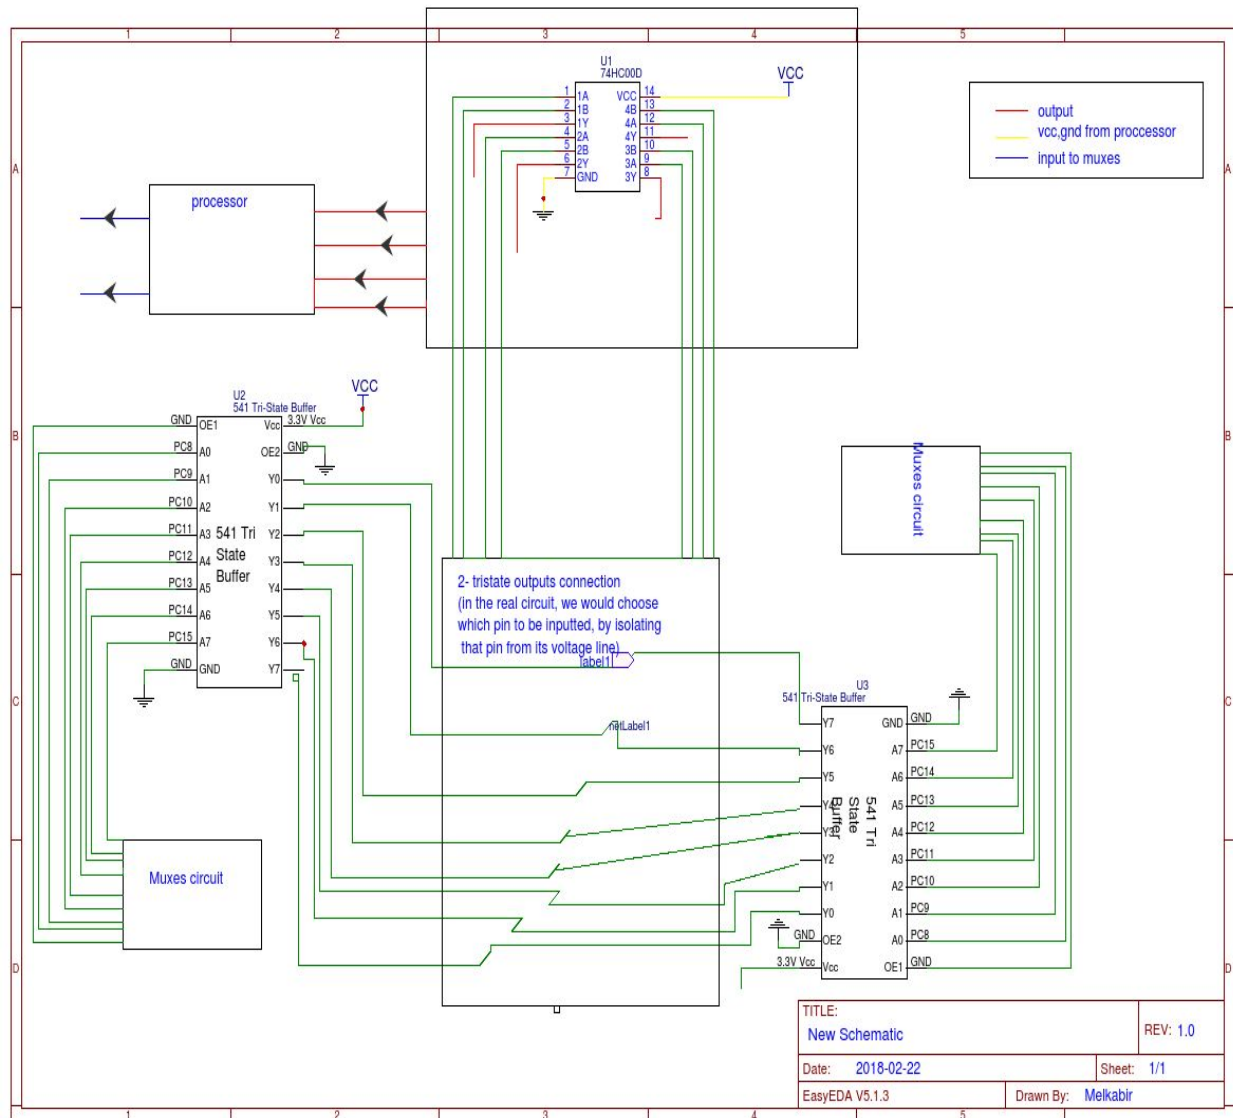 1
2
3
4
5
A
B
C
D
A
B
C
D
1
2
3
4
5
U1
74HC00D
1 1A
2 1B
3 1Y
4 2A
5 2B
6 2Y
7 GND
VCC 14
4B 13
4A 12
4Y 11
3B 10
3A 9
3Y 8
VCC
output
vcc,gnd from proccessor
input to muxes
processor
VCC
U2
541 Tri-State Buffer
GND OE1
PC8 A0
PC9 A1
PC10 A2
PC11 A3
PC12 A4
PC13 A5
PC14 A6
PC15 A7
GND GND
Vcc 3.3V Vcc
OE2 GND
Y0
Y1
Y2
Y3
Y4
Y5
Y6
Y7
541 Tri
State
Buffer
Muxes circuit
2- tristate outputs connection
(in the real circuit, we would choose
which pin to be inputted, by isolating
that pin from its voltage line)
label1
netLabel1
Muxes circuit
U3
541 Tri-State Buffer
Y7
Y6
Y5
Y4
Y3
Y2
Y1
Y0
GND OE2
3.3V Vcc Vcc
GND GND
A7 PC15
A6 PC14
A5 PC13
A4 PC12
A3 PC11
A2 PC10
A1 PC9
A0 PC8
OE1 GND
541 Tri
State
Buffer
TITLE:
New Schematic
REV: 1.0
Date: 2018-02-22
Sheet: 1/1
EasyEDA V5.1.3
Drawn By: Melkabir